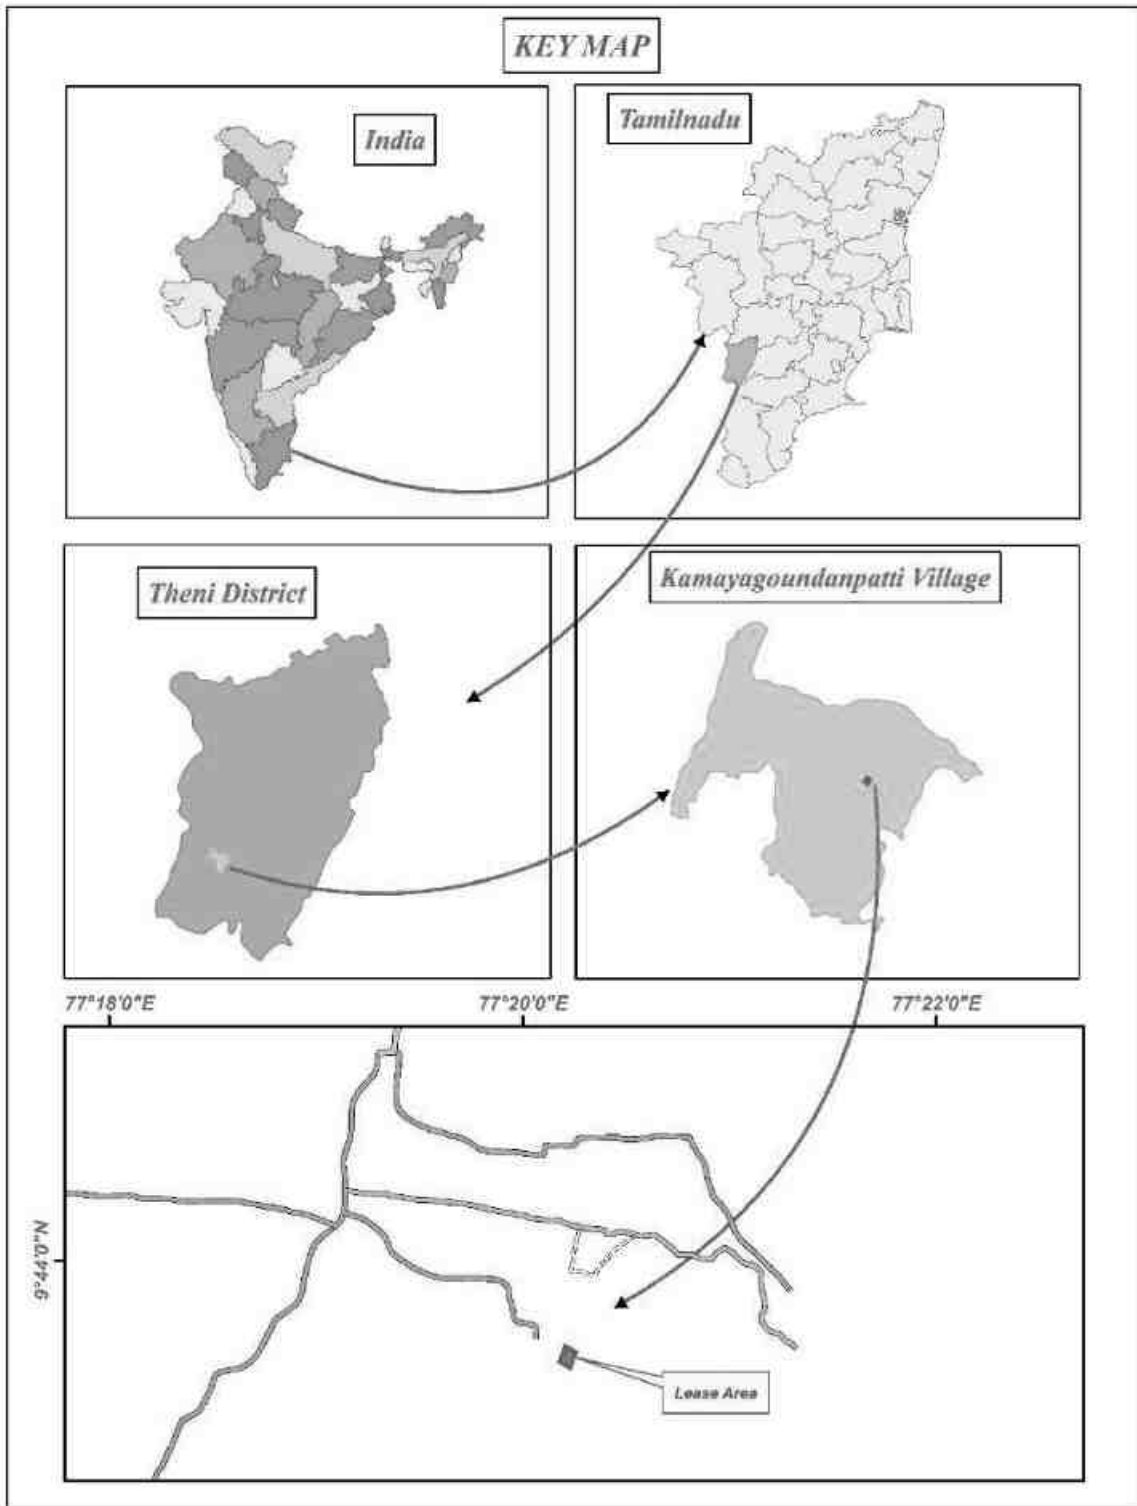 KEY MAP
India
Tamilnadu
Theni District
Kamayagoundanpatti Village
77°18'0"E
77°20'0"E
77°22'0"E
9°44'0"N
Lease Area